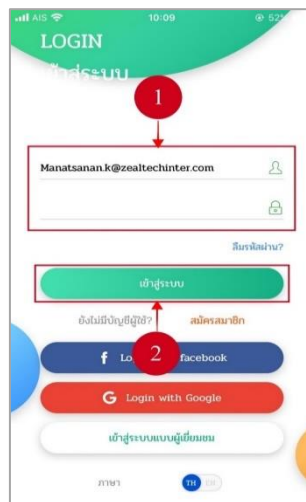 AIS 10:09 52%
LOGIN
เข้าสู่ระบบ
1
Manatsanan.k@zealtechinter.com
ลืมรหัสผ่าน?
เข้าสู่ระบบ
ยังไม่มีบัญชีผู้ใช้? สมัครสมาชิก
f Lo 2 facebook
G Login with Google
เข้าสู่ระบบแบบผู้เยี่ยมชม
ภาษา TH EN